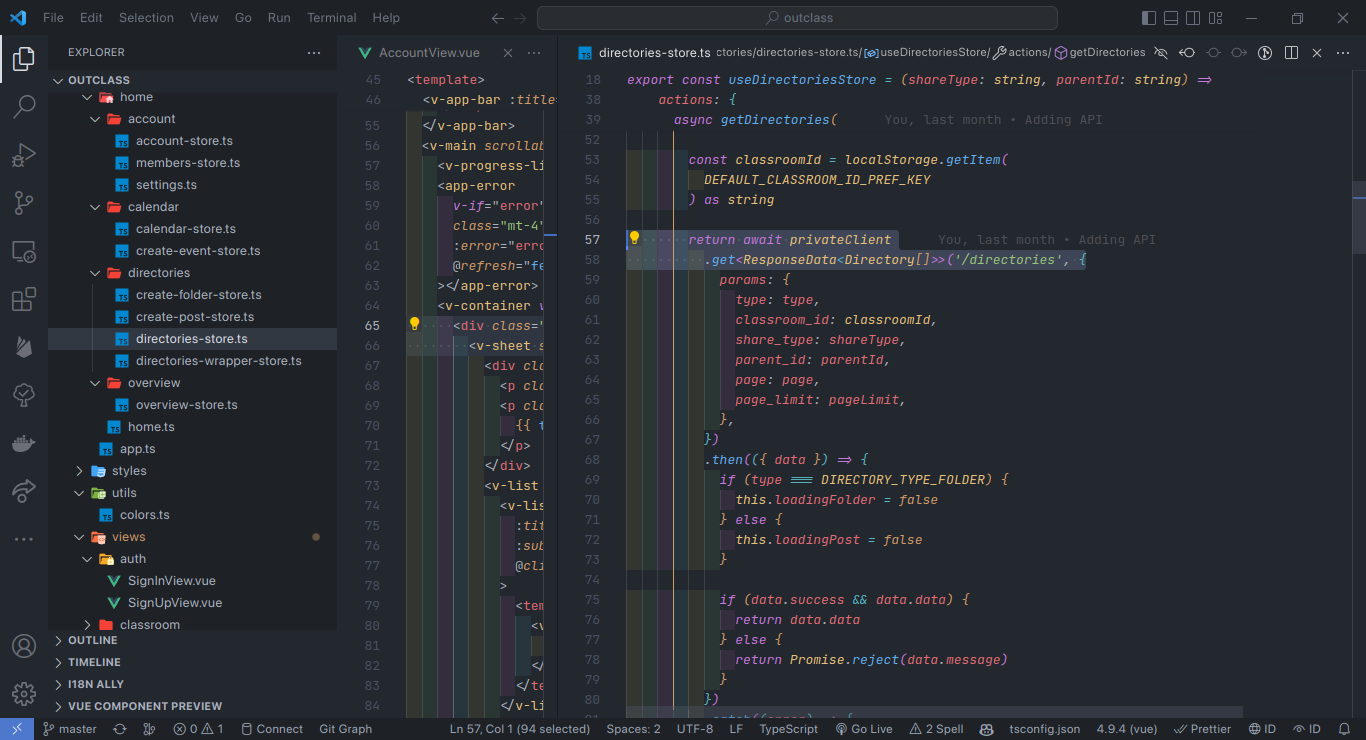 File Edit Selection View Go Run Terminal Help
outclass
EXPLORER
OUTCLASS
home
account
account-store.ts
members-store.ts
settings.ts
calendar
calendar-store.ts
create-event-store.ts
directories
create-folder-store.ts
create-post-store.ts
directories-store.ts
directories-wrapper-store.ts
overview
overview-store.ts
home.ts
app.ts
styles
utils
colors.ts
views
auth
SignInView.vue
SignUpView.vue
classroom
OUTLINE
TIMELINE
I18N ALLY
VUE COMPONENT PREVIEW
AccountView.vue
45 <template>
46 <v-app-bar :title=
55 </v-app-bar>
56 <v-main scrollab
57 <v-progress-li
58 <app-error
59 v-if="error"
60 class="mt-4"
61 :error="erro
62 @refresh="fe
63 ></app-error>
64 <v-container v
65 <div class="
66 <v-sheet s
67 <div cla
68 <p cla
69 <p cla
70 {{ t
71 </p>
72 </div>
73 <v-list
74 <v-lis
75 :tit
76 :sub
77 @cli
78 >
79 <tem
80 <v
81
82 </
83 </te
84 </v-li
directories-store.ts ctories/directories-store.ts/ useDirectoriesStore/ actions/ getDirectories
18 export const useDirectoriesStore = (shareType: string, parentId: string) =>
38 actions: {
39 async getDirectories( You, last month • Adding API
52
53 const classroomId = localStorage.getItem(
54 DEFAULT_CLASSROOM_ID_PREF_KEY
55 ) as string
56
57 return await privateClient You, last month • Adding API
58 .get<ResponseData<Directory[]>>('/directories', {
59 params: {
60 type: type,
61 classroom_id: classroomId,
62 share_type: shareType,
63 parent_id: parentId,
64 page: page,
65 page_limit: pageLimit,
66 },
67 })
68 .then(({ data }) => {
69 if (type === DIRECTORY_TYPE_FOLDER) {
70 this.loadingFolder = false
71 } else {
72 this.loadingPost = false
73 }
74
75 if (data.success && data.data) {
76 return data.data
77 } else {
78 return Promise.reject(data.message)
79 }
80 })
master 0 1 Connect Git Graph Ln 57, Col 1 (94 selected) Spaces: 2 UTF-8 LF TypeScript Go Live 2 Spell tsconfig.json 4.9.4 (vue) Prettier ID ID